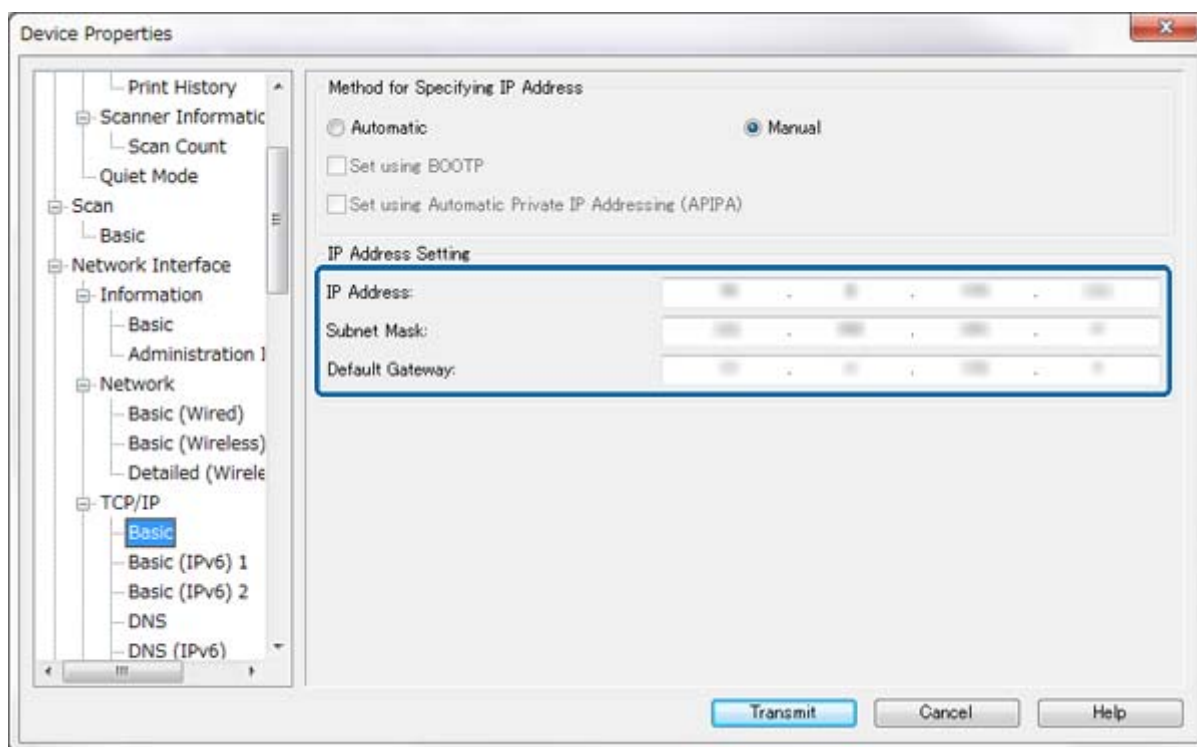 Device Properties
Print History
Scanner Informatic
Scan Count
Quiet Mode
Scan
Basic
Network Interface
Information
Basic
Administration I
Network
Basic (Wired)
Basic (Wireless)
Detailed (Wirele
TCP/IP
Basic
Basic (IPv6) 1
Basic (IPv6) 2
DNS
DNS (IPv6)
Method for Specifying IP Address
Automatic
Manual
Set using BOOTP
Set using Automatic Private IP Addressing (APIPA)
IP Address Setting
IP Address:
Subnet Mask:
Default Gateway:
Transmit
Cancel
Help